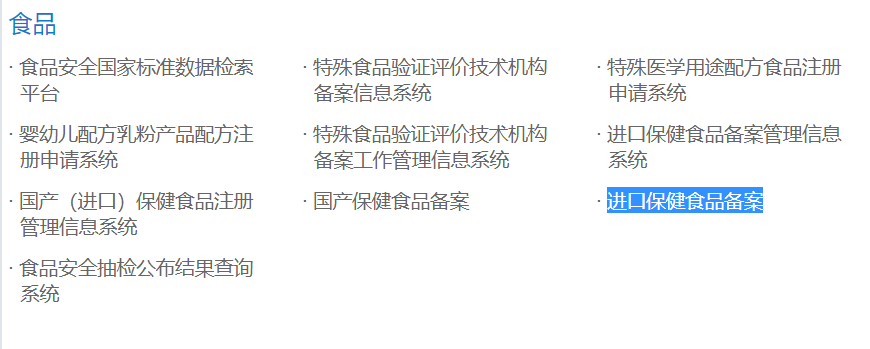 食品
· 食品安全国家标准数据检索
平台
· 特殊食品验证评价技术机构
备案信息系统
· 特殊医学用途配方食品注册
申请系统
· 婴幼儿配方乳粉产品配方注
册申请系统
· 特殊食品验证评价技术机构
备案工作管理信息系统
· 进口保健食品备案管理信息
系统
· 国产（进口）保健食品注册
管理信息系统
· 国产保健食品备案
· 进口保健食品备案
· 食品安全抽检公布结果查询
系统